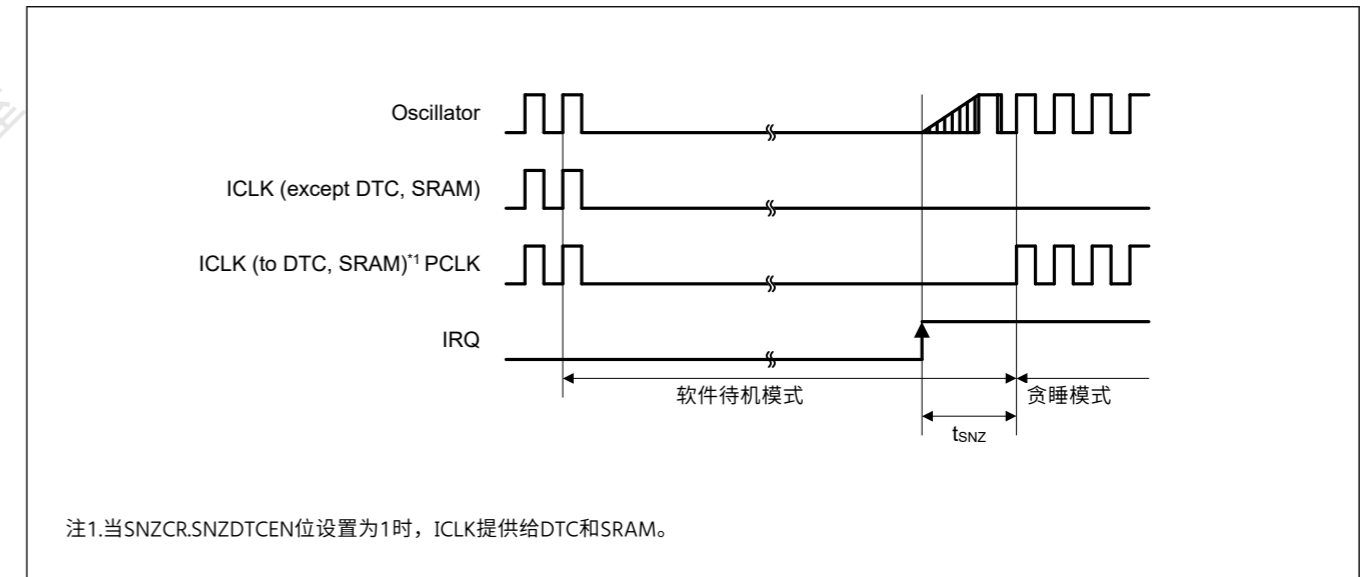 Oscillator
ICLK (except DTC, SRAM)
ICLK (to DTC, SRAM)*1 PCLK
IRQ
软件待机模式
贪睡模式
tSNZ
注1.当SNZCR.SNZDTCEN位设置为1时，ICLK提供给DTC和SRAM。